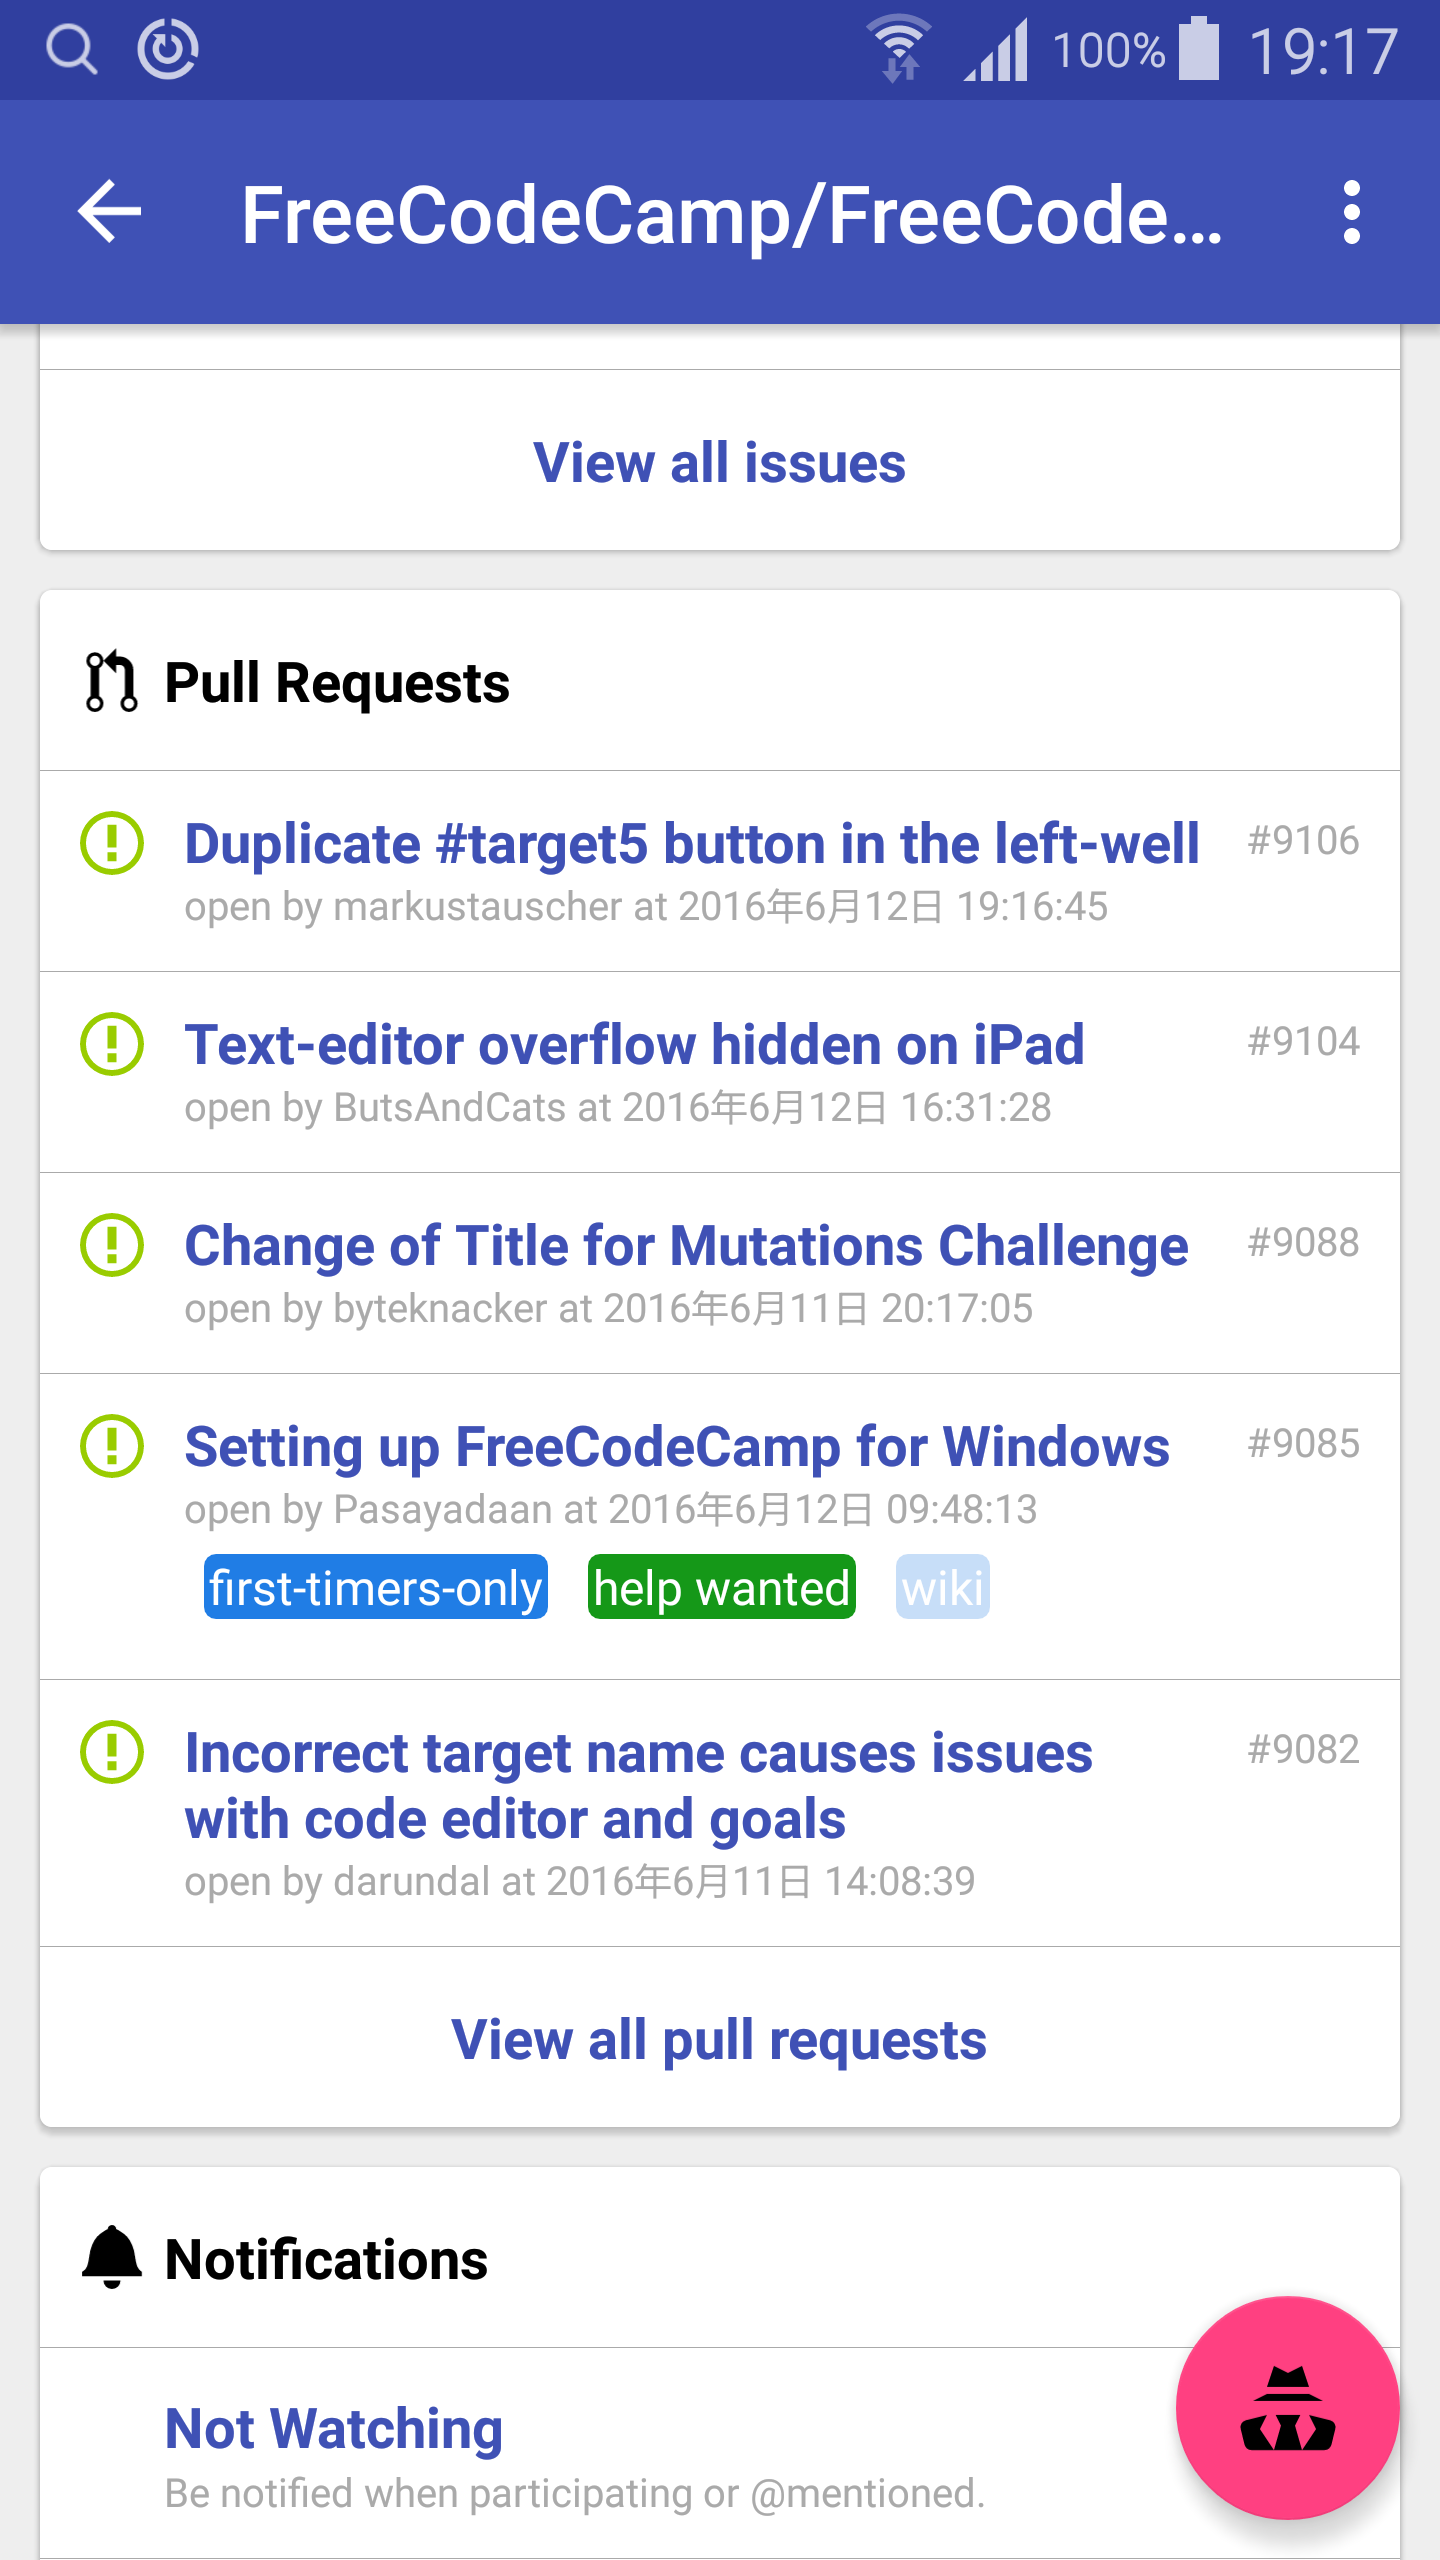 100% 19:17
FreeCodeCamp/FreeCode...
View all issues
Pull Requests
Duplicate #target5 button in the left-well #9106
open by markustauscher at 2016年6月12日 19:16:45
Text-editor overflow hidden on iPad #9104
open by ButsAndCats at 2016年6月12日 16:31:28
Change of Title for Mutations Challenge #9088
open by byteknacker at 2016年6月11日 20:17:05
Setting up FreeCodeCamp for Windows #9085
open by Pasayadaan at 2016年6月12日 09:48:13
first-timers-only help wanted wiki
Incorrect target name causes issues #9082
with code editor and goals
open by darundal at 2016年6月11日 14:08:39
View all pull requests
Notifications
Not Watching
Be notified when participating or @mentioned.